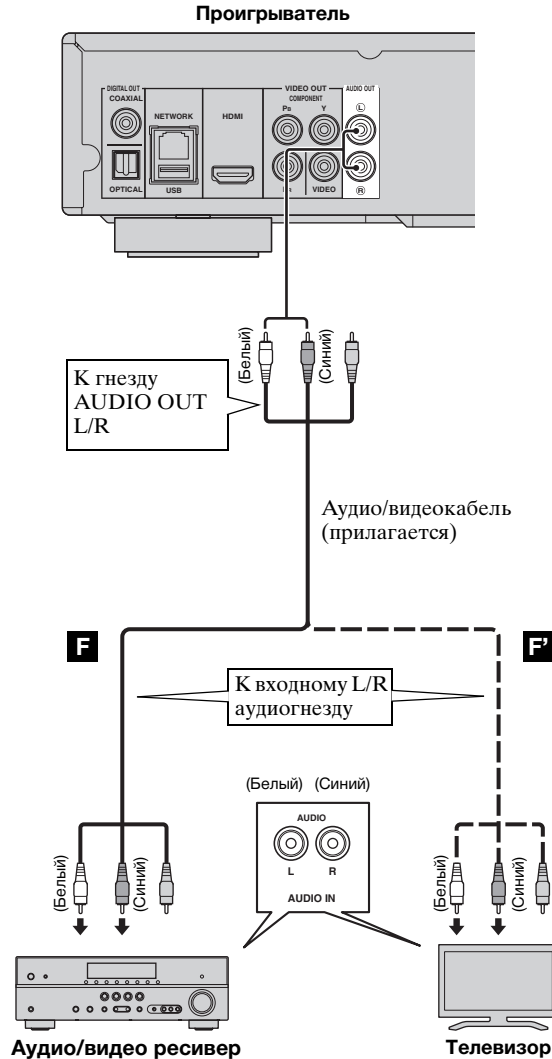 Проигрыватель
DIGITAL OUT
COAXIAL
OPTICAL
NETWORK
USB
HDMI
VIDEO OUT
COMPONENT
PB Y
PR
VIDEO
AUDIO OUT
L
R
(Белый)
(Синий)
К гнезду
AUDIO OUT
L/R
Аудио/видеокабель
(прилагается)
F
F'
К входному L/R
аудиогнезду
(Белый) (Синий)
AUDIO
L R
AUDIO IN
(Белый)
(Синий)
(Белый)
(Синий)
Аудио/видео ресивер
Телевизор